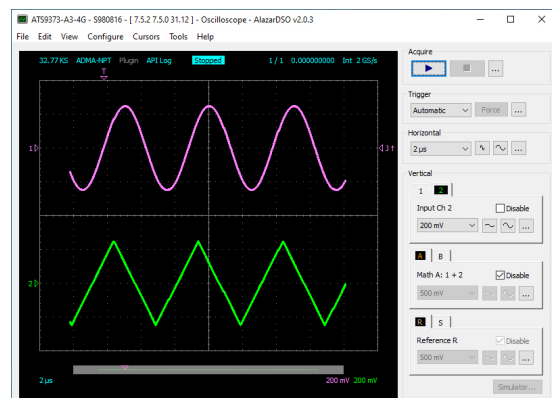 ATS9373-A3-4G - S980816 - [ 7.5.2 7.5.0 31.12 ] - Oscilloscope - AlazarDSO v2.0.3
File Edit View Configure Cursors Tools Help
32.77 KS ADMA-NPT Plugin API Log Stopped 1 / 1 0.000000000 Int 2 GS/s
T
1
1
2
2 µs 200 mV 200 mV
Acquire
...
Trigger
Automatic Force ...
Horizontal
2 µs ...
Vertical
1 2
Input Ch 2 Disable
200 mV ...
A B
Math A: 1 + 2 Disable
500 mV ...
R S
Reference R Disable
500 mV ...
Simulator...